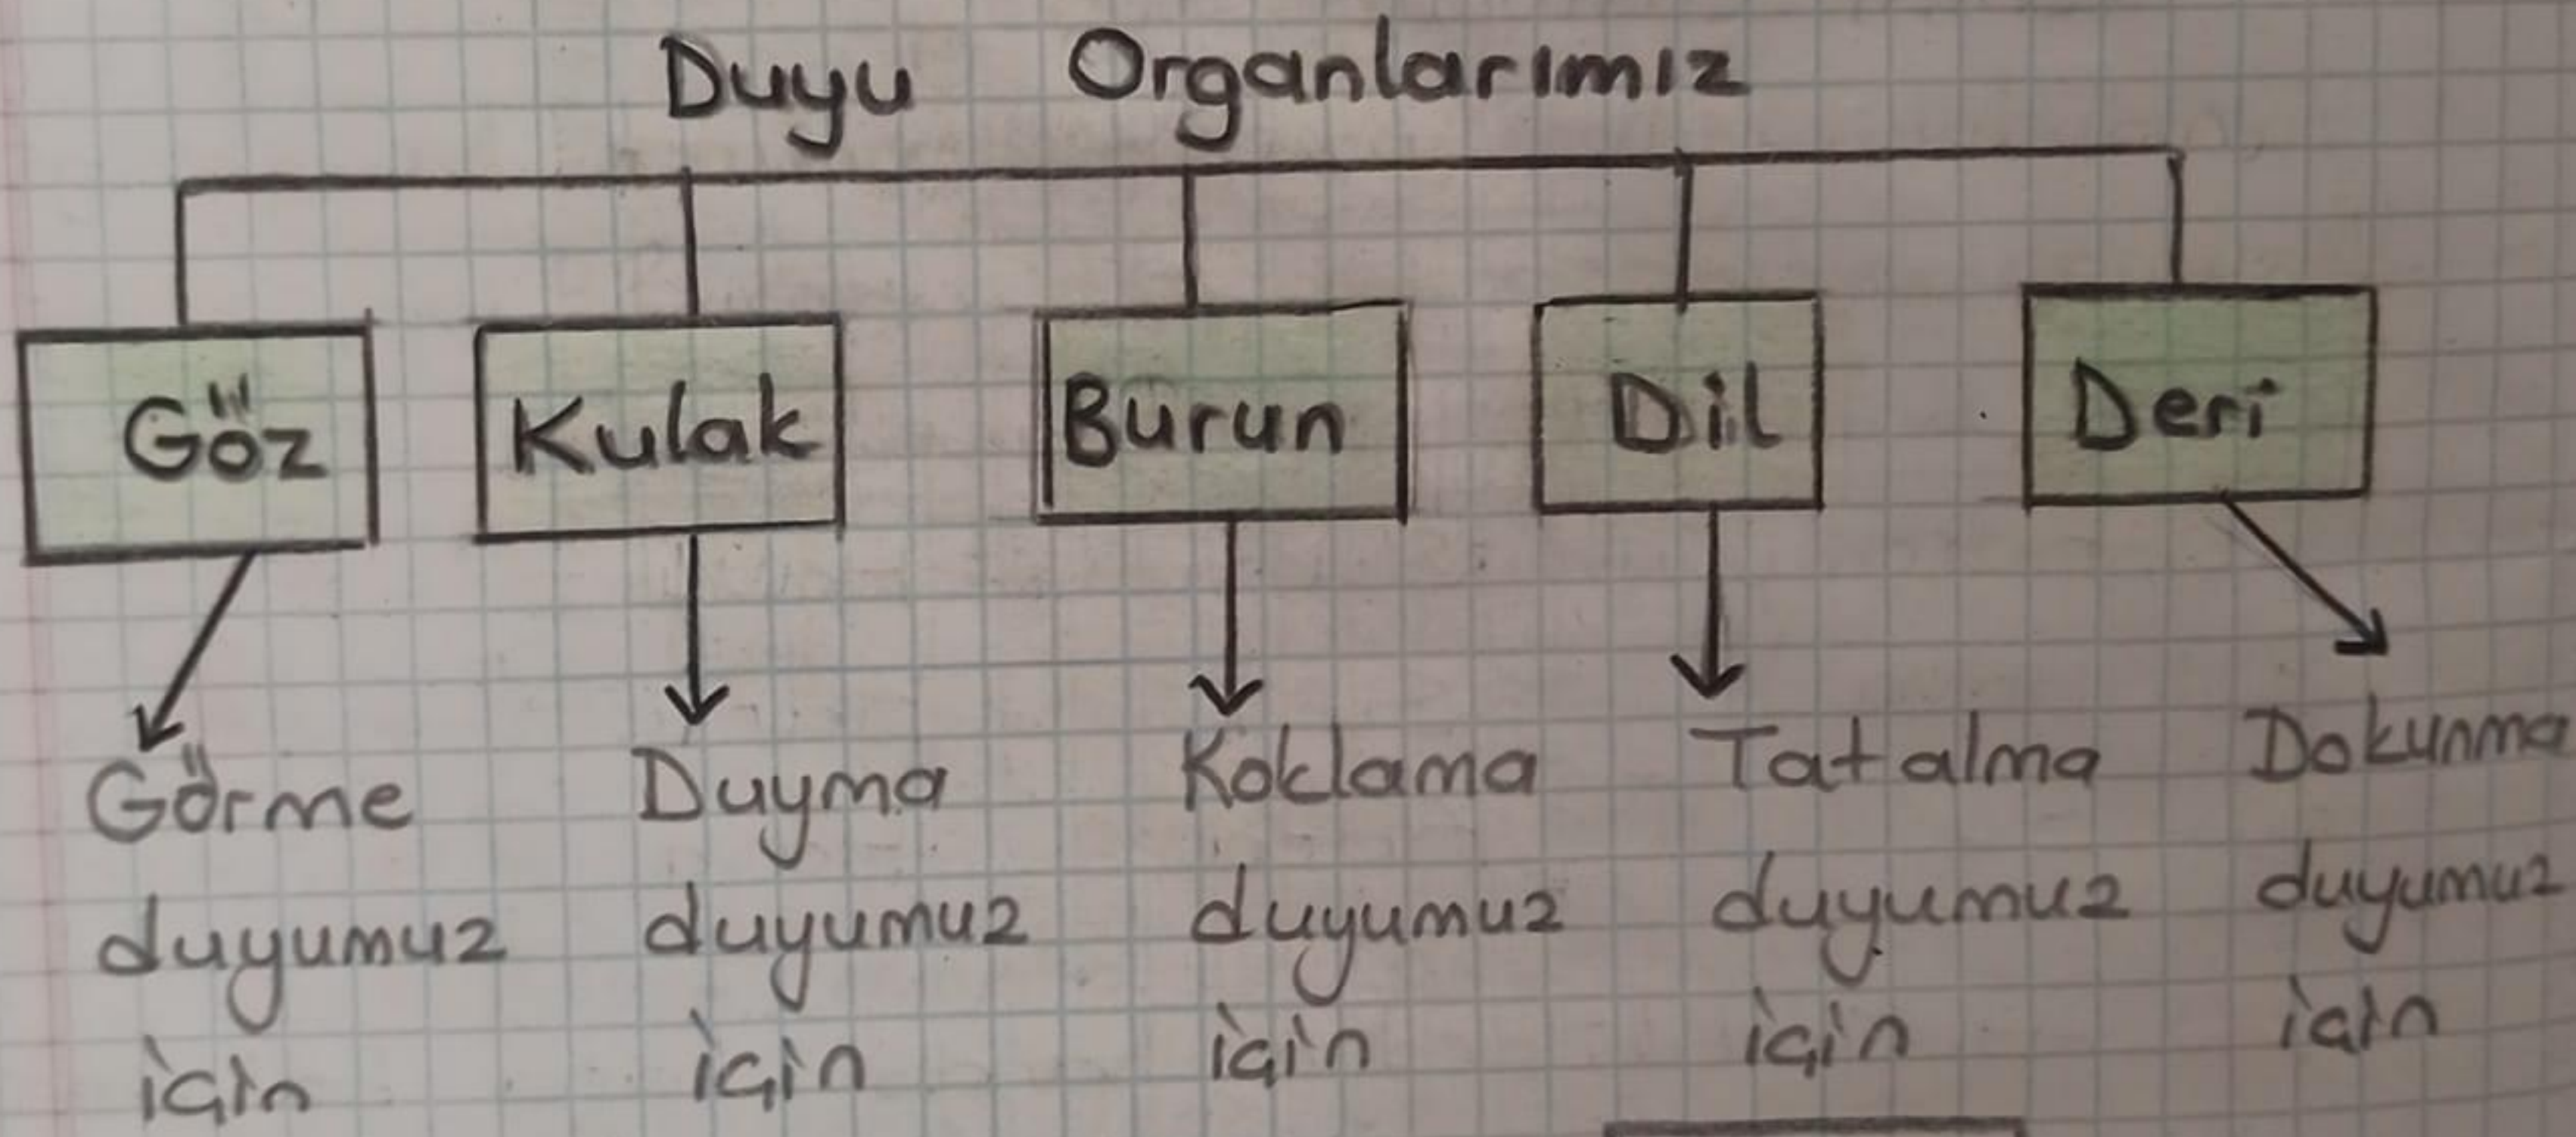 Duyu Organlarımız
Göz Kulak Burun Dil Deri
Görme Duyma Koklama Tat alma Dokunma
duyumuz duyumuz duyumuz duyumuz duyumuz
için için için için için